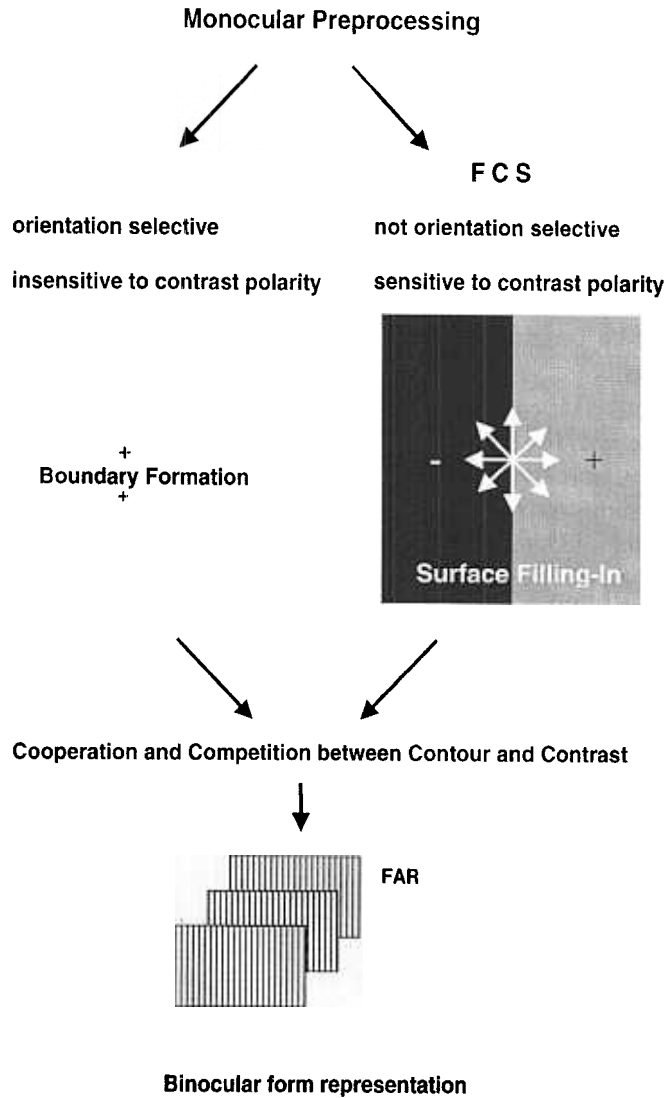 Monocular Preprocessing
F C S
orientation selective
not orientation selective
insensitive to contrast polarity
sensitive to contrast polarity
+
Boundary Formation
+
- +
Surface Filling-In
Cooperation and Competition between Contour and Contrast
FAR
Binocular form representation